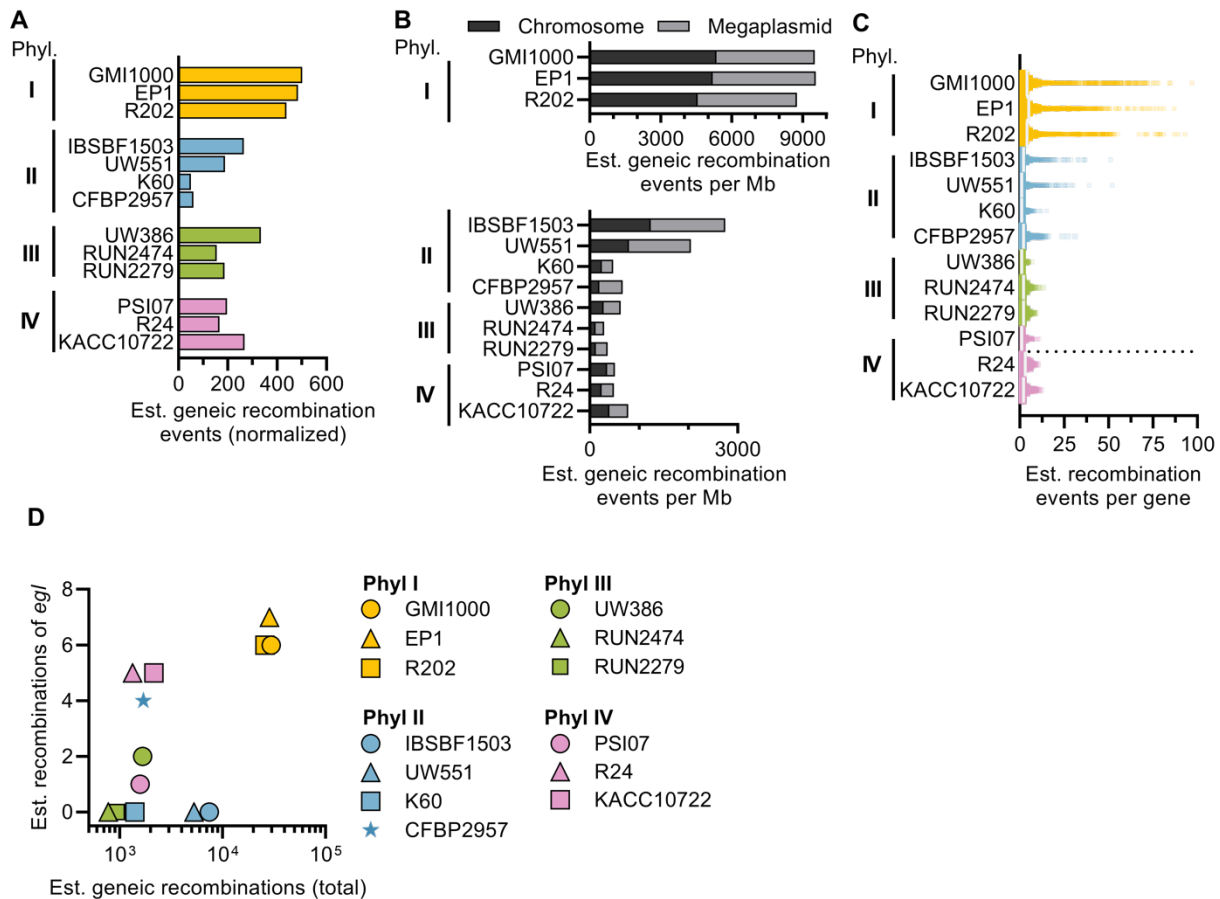 A
Phyl.
I
GMI1000
EP1
R202
II
IBSBF1503
UW551
K60
CFBP2957
III
UW386
RUN2474
RUN2279
IV
PSI07
R24
KACC10722
0 200 400 600
Est. geneic recombination
events (normalized)
B
Chromosome Megaplasmid
Phyl.
I
GMI1000
EP1
R202
0 3000 6000 9000
Est. geneic recombination
events per Mb
II
IBSBF1503
UW551
K60
CFBP2957
III
UW386
RUN2474
RUN2279
IV
PSI07
R24
KACC10722
0 3000
Est. geneic recombination
events per Mb
C
Phyl.
I
GMI1000
EP1
R202
II
IBSBF1503
UW551
K60
CFBP2957
III
UW386
RUN2474
RUN2279
IV
PSI07
R24
KACC10722
0 25 50 75 100
Est. recombination
events per gene
D
Est. recombinations of egl
8
6
4
2
0
10³ 10⁴ 10⁵
Est. geneic recombinations (total)
Phyl I
GMI1000
EP1
R202
Phyl II
IBSBF1503
UW551
K60
CFBP2957
Phyl III
UW386
RUN2474
RUN2279
Phyl IV
PSI07
R24
KACC10722